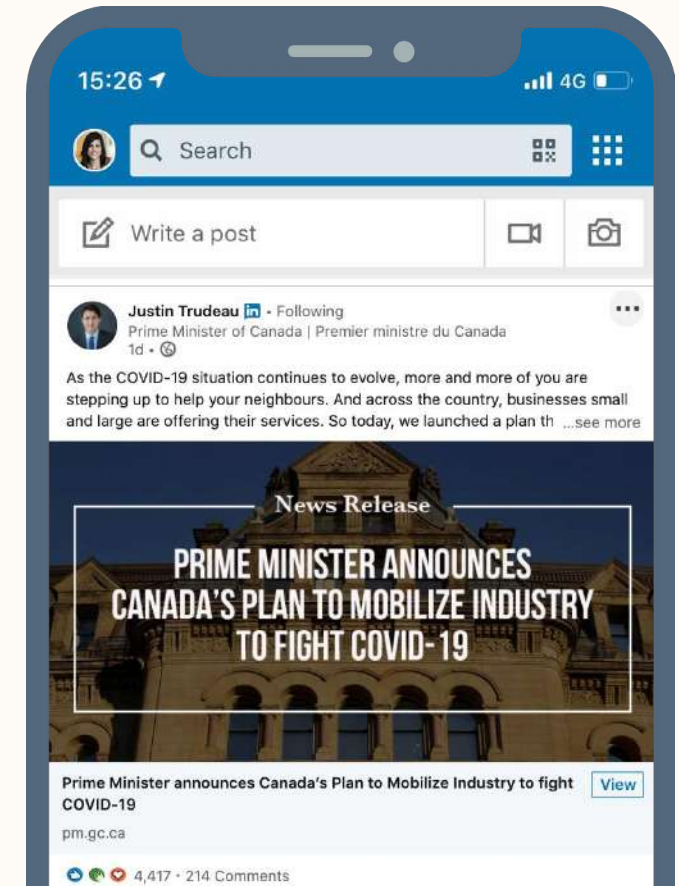 15:26
4G
Search
Write a post
Justin Trudeau in • Following
Prime Minister of Canada | Premier ministre du Canada
1d •
As the COVID-19 situation continues to evolve, more and more of you are
stepping up to help your neighbours. And across the country, businesses small
and large are offering their services. So today, we launched a plan th ...see more
News Release
PRIME MINISTER ANNOUNCES
CANADA'S PLAN TO MOBILIZE INDUSTRY
TO FIGHT COVID-19
Prime Minister announces Canada's Plan to Mobilize Industry to fight
COVID-19
View
pm.gc.ca
4,417 • 214 Comments